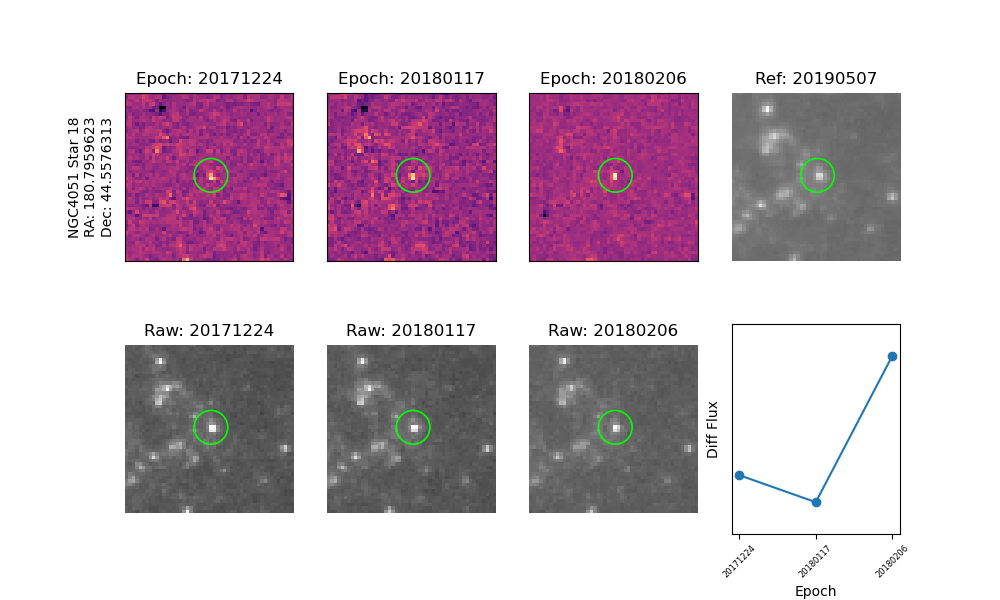 Epoch: 20171224
Epoch: 20180117
Epoch: 20180206
Ref: 20190507
NGC4051 Star 18
RA: 180.7959623
Dec: 44.5576313
Raw: 20171224
Raw: 20180117
Raw: 20180206
Diff Flux
20171224
20180117
20180206
Epoch